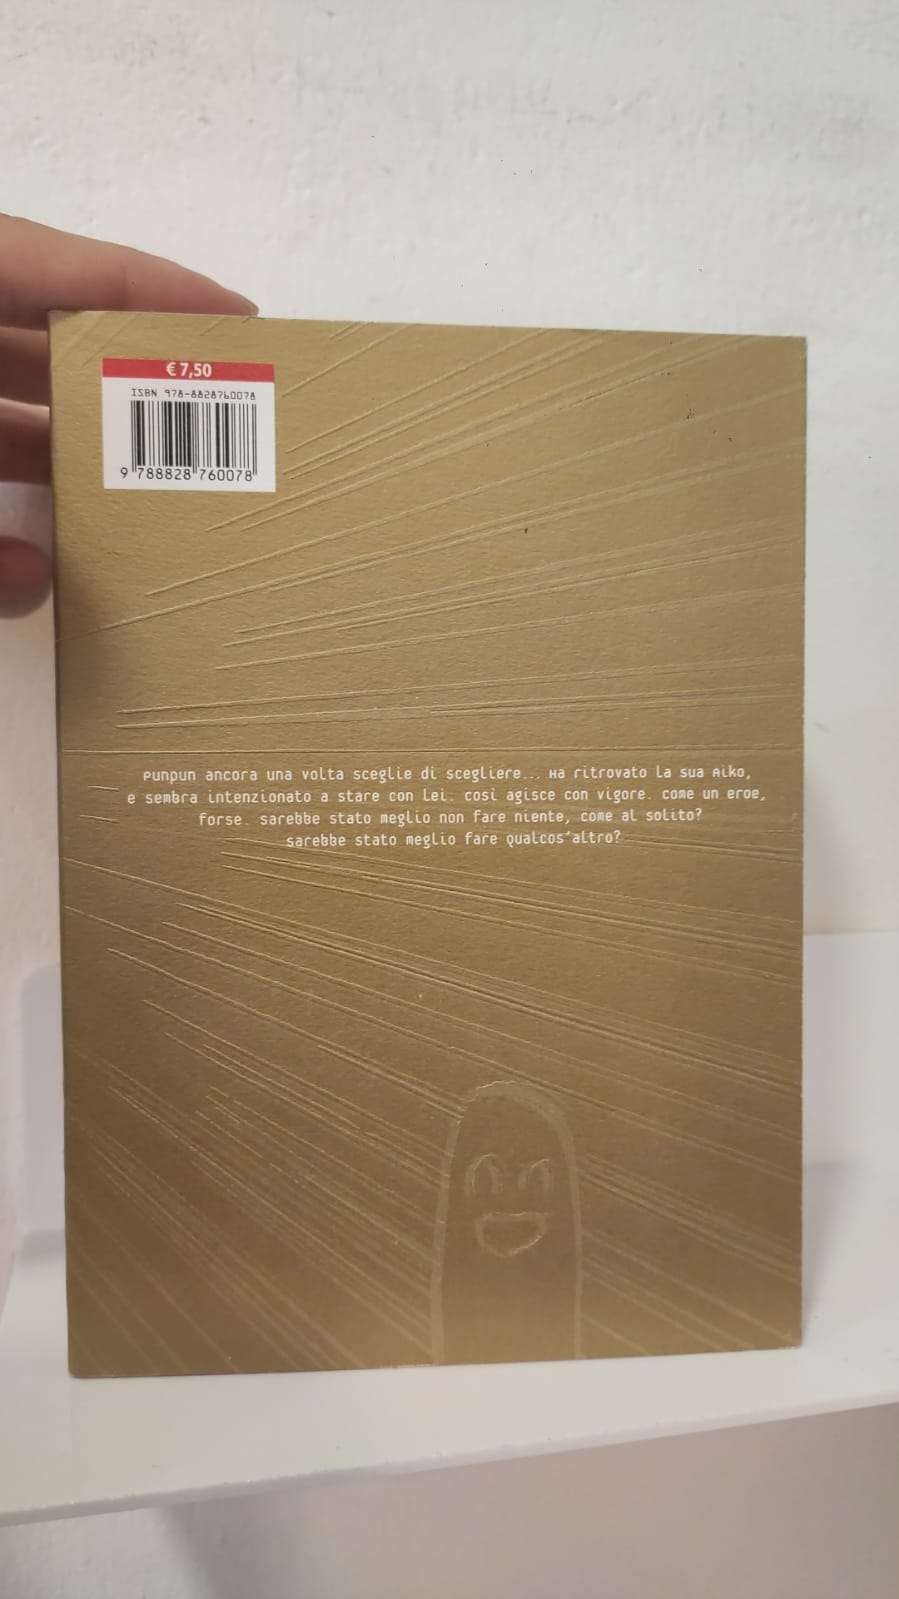 € 7,50
ISBN 978-8828760078
9 788828 760078
Punpun ancora una volta sceglie di scegliere... Ha ritrovato la sua Aiko,
e sembra intenzionato a stare con lei. così agisce con vigore. come un eroe,
forse. sarebbe stato meglio non fare niente, come al solito?
sarebbe stato meglio fare qualcos'altro?